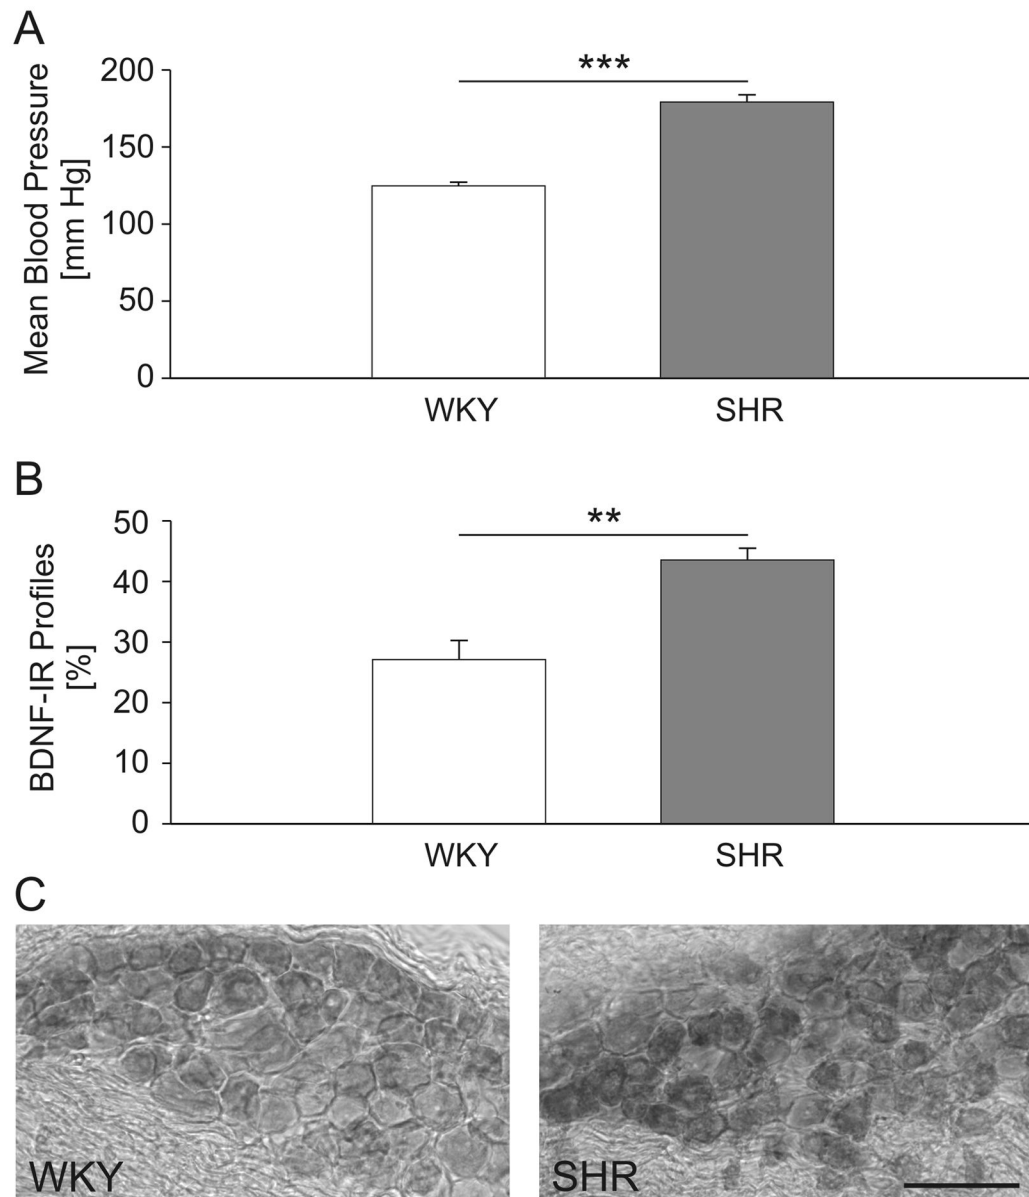 A
Mean Blood Pressure
[mm Hg]
200
150
100
50
0
***
WKY
SHR
B
BDNF-IR Profiles
[%]
50
40
30
20
10
0
**
WKY
SHR
C
WKY
SHR